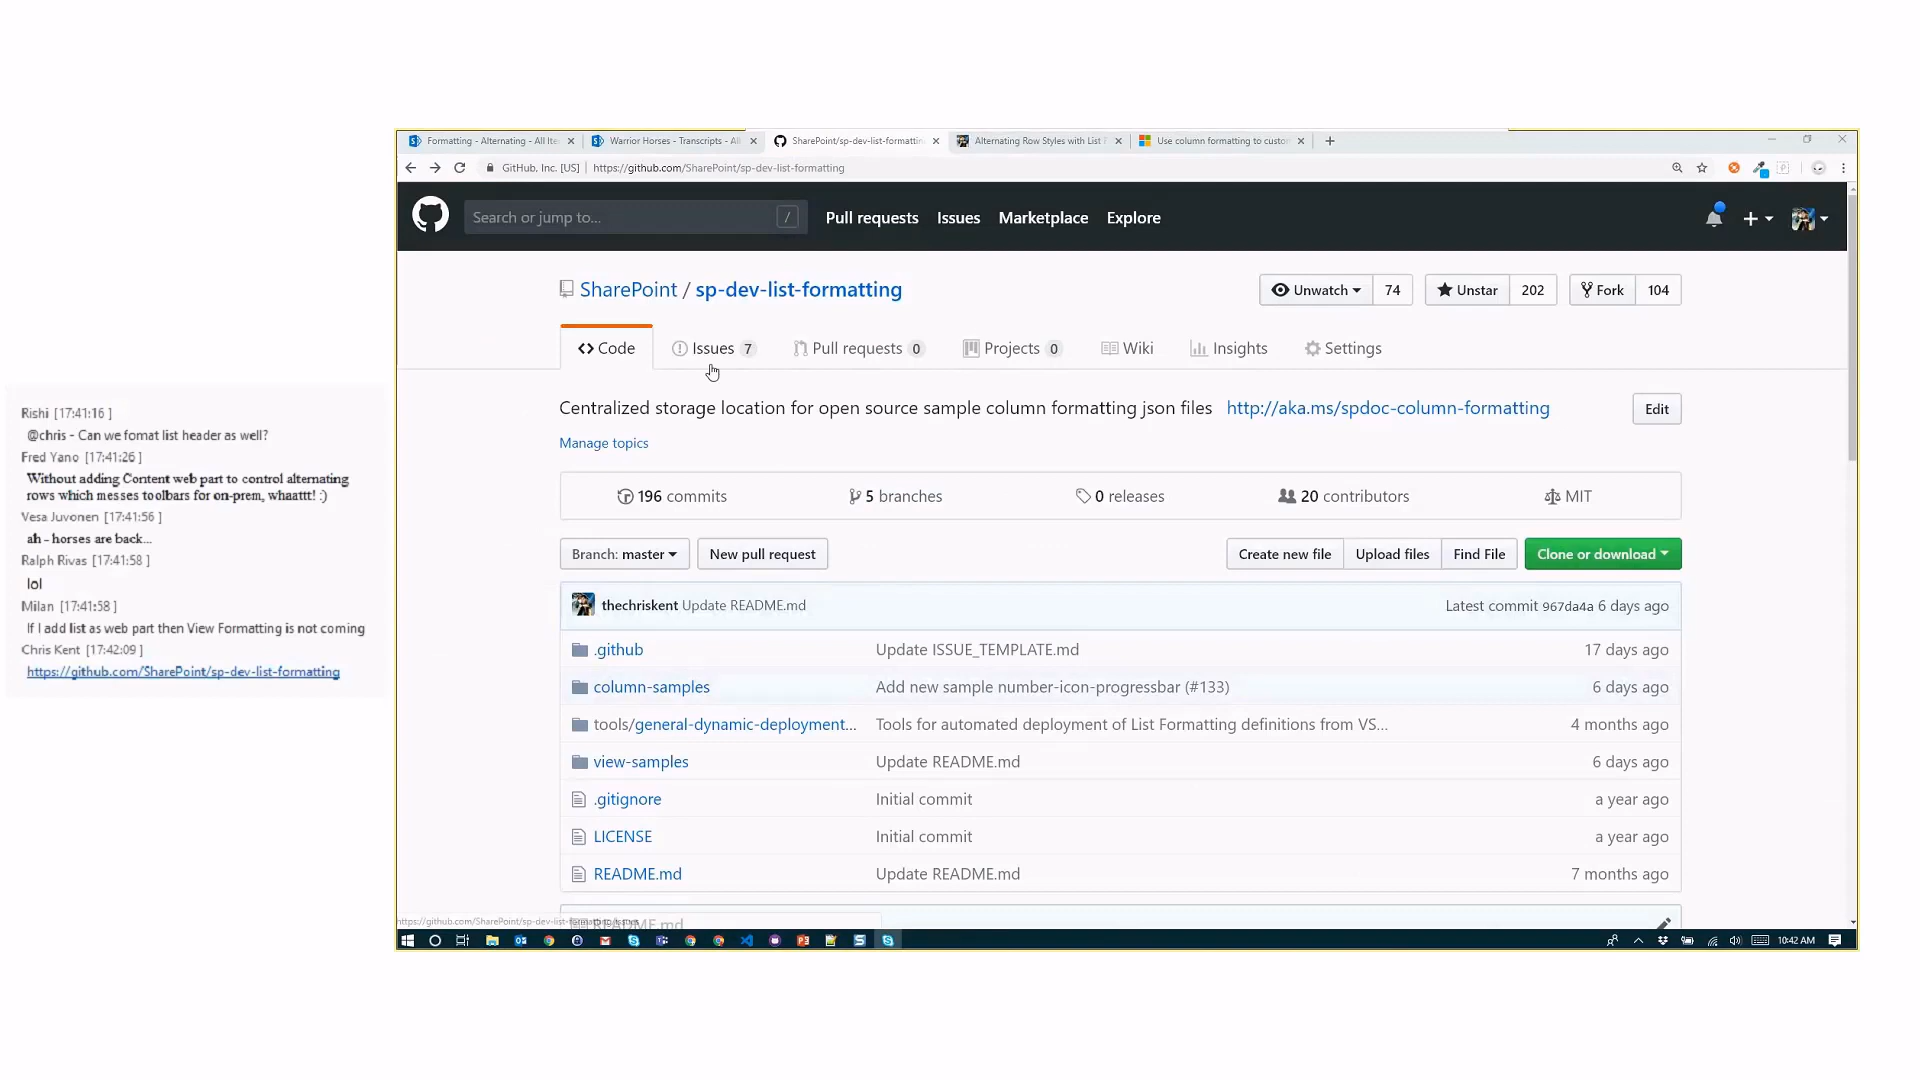 Rishi [17:41:16 ]
@chris - Can we fomat list header as well?
Fred Yano [17:41:26 ]
Without adding Content web part to control alternating
rows which messes toolbars for on-prem, whaattt! :)
Vesa Juvonen [17:41:56 ]
ah - horses are back...
Ralph Rivas [17:41:58 ]
lol
Milan [17:41:58 ]
If I add list as web part then View Formatting is not coming
Chris Kent [17:42:09 ]
https://github.com/SharePoint/sp-dev-list-formatting
Formatting - Alternating - All Ite
Warrior Horses - Transcripts - All
SharePoint/sp-dev-list-formattin
Alternating Row Styles with List F
Use column formatting to custo
GitHub, Inc. [US] | https://github.com/SharePoint/sp-dev-list-formatting
Search or jump to... /
Pull requests Issues Marketplace Explore
SharePoint / sp-dev-list-formatting
Unwatch 74 Unstar 202 Fork 104
Code Issues 7 Pull requests 0 Projects 0 Wiki Insights Settings
Centralized storage location for open source sample column formatting json files http://aka.ms/spdoc-column-formatting Edit
Manage topics
196 commits 5 branches 0 releases 20 contributors MIT
Branch: master New pull request Create new file Upload files Find File Clone or download
thechriskent Update README.md Latest commit 967da4a 6 days ago
.github Update ISSUE_TEMPLATE.md 17 days ago
column-samples Add new sample number-icon-progressbar (#133) 6 days ago
tools/general-dynamic-deployment... Tools for automated deployment of List Formatting definitions from VS... 4 months ago
view-samples Update README.md 6 days ago
.gitignore Initial commit a year ago
LICENSE Initial commit a year ago
README.md Update README.md 7 months ago
https://github.com/SharePoint/sp-dev-list-formatting/issues
README.md
10:42 AM